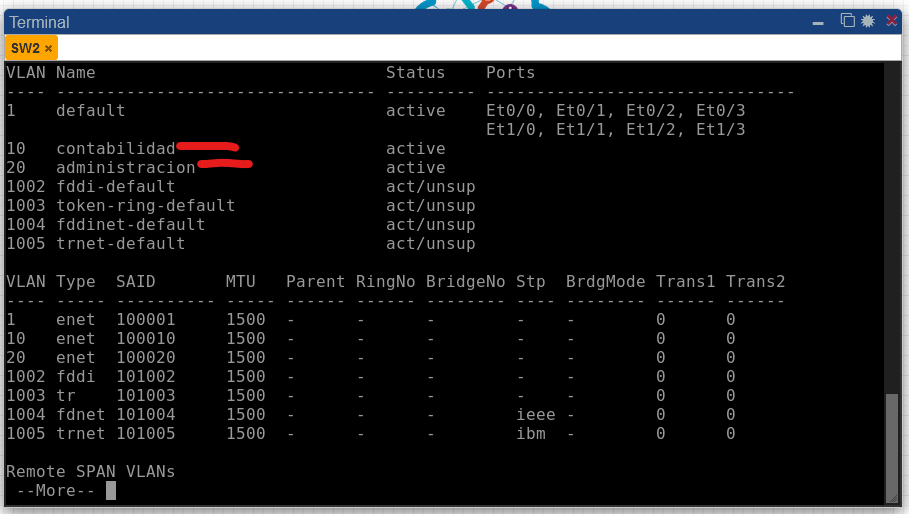 Terminal
SW2 ×
VLAN Name                             Status    Ports
---- -------------------------------- --------- -------------------------------
1    default                          active    Et0/0, Et0/1, Et0/2, Et0/3
                                                Et1/0, Et1/1, Et1/2, Et1/3
10   contabilidad                     active
20   administracion                   active
1002 fddi-default                     act/unsup
1003 token-ring-default               act/unsup
1004 fddinet-default                  act/unsup
1005 trnet-default                    act/unsup
VLAN Type  SAID       MTU   Parent RingNo BridgeNo Stp  BrdgMode Trans1 Trans2
---- ----- ---------- ----- ------ ------ -------- ---- -------- ------ ------
1    enet  100001     1500  -      -      -        -    -        0      0
10   enet  100010     1500  -      -      -        -    -        0      0
20   enet  100020     1500  -      -      -        -    -        0      0
1002 fddi  101002     1500  -      -      -        -    -        0      0
1003 tr    101003     1500  -      -      -        -    -        0      0
1004 fdnet 101004     1500  -      -      -        ieee -        0      0
1005 trnet 101005     1500  -      -      -        ibm  -        0      0
Remote SPAN VLANs
 --More--